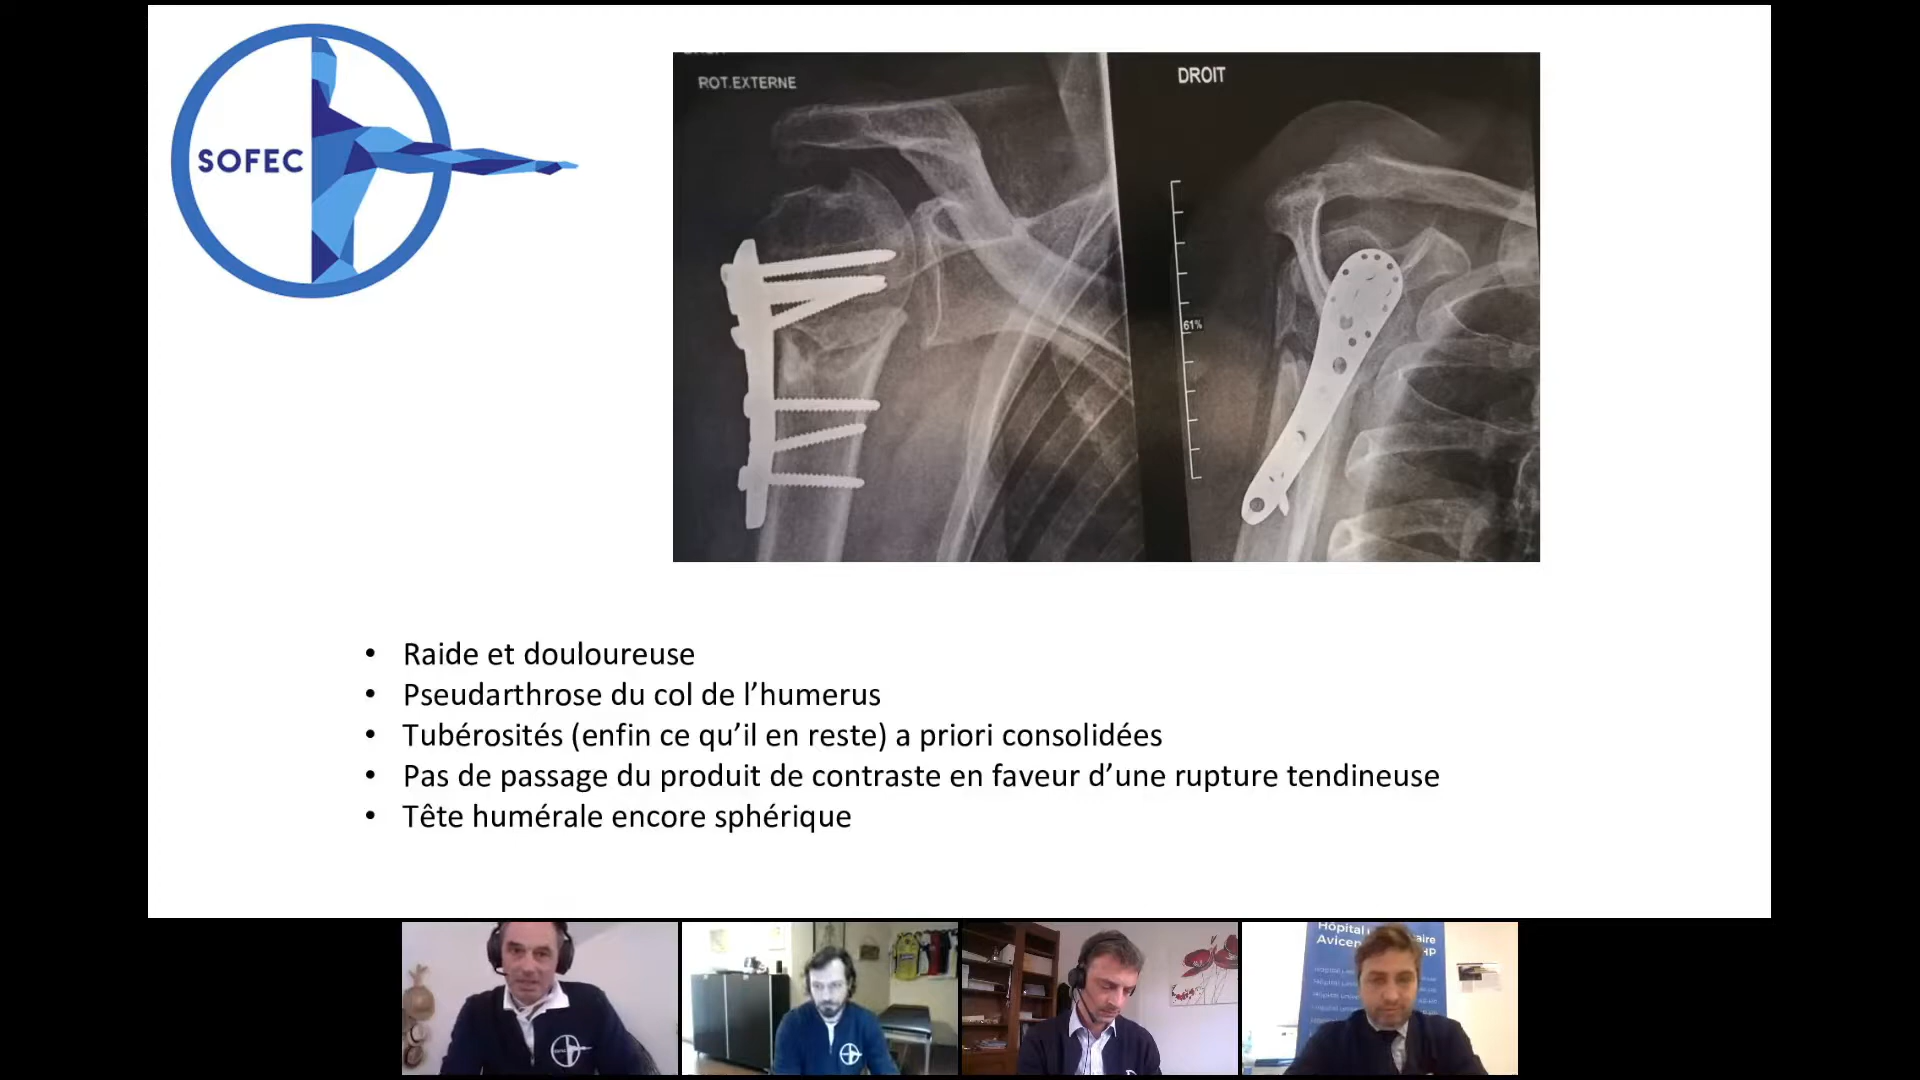 SOFEC
ROT.EXTERNE
DROIT
61%
• Raide et douloureuse
• Pseudarthrose du col de l’humerus
• Tubérosités (enfin ce qu’il en reste) a priori consolidées
• Pas de passage du produit de contraste en faveur d’une rupture tendineuse
• Tête humérale encore sphérique
Hôpital
Avicen
HP